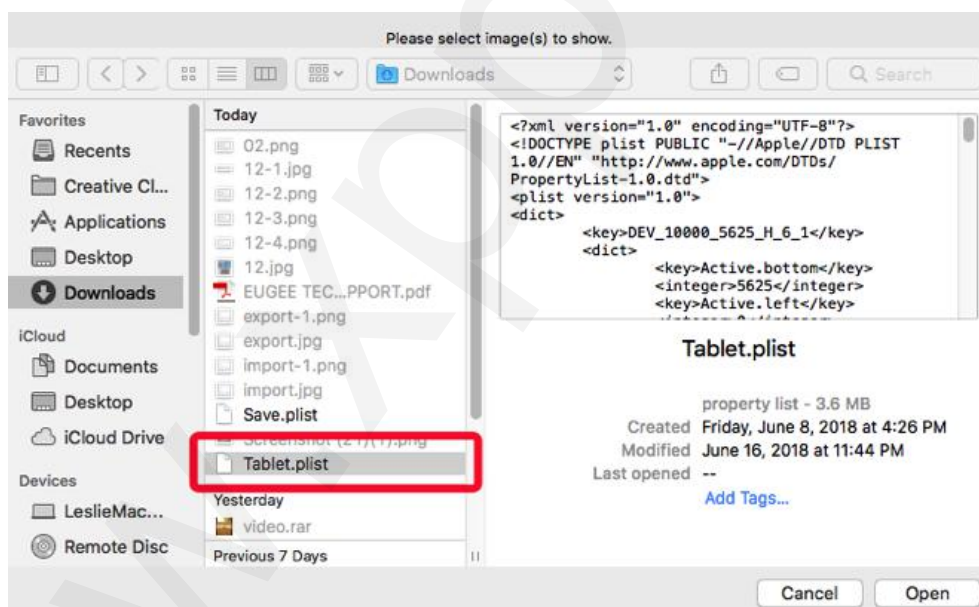 Please select image(s) to show.
Downloads
Search
Favorites
Recents
Creative Cl...
Applications
Desktop
Downloads
iCloud
Documents
Desktop
iCloud Drive
Devices
LeslieMac...
Remote Disc
Today
02.png
12-1.jpg
12-2.png
12-3.png
12-4.png
12.jpg
EUGEE TEC...PPORT.pdf
export-1.png
export.jpg
import-1.png
import.jpg
Save.plist
Screenshot (21)(1).png
Tablet.plist
Yesterday
video.rar
Previous 7 Days
<?xml version="1.0" encoding="UTF-8"?>
<!DOCTYPE plist PUBLIC "-//Apple//DTD PLIST
1.0//EN" "http://www.apple.com/DTDs/
PropertyList-1.0.dtd">
<plist version="1.0">
<dict>
<key>DEV_10000_5625_H_6_1</key>
<dict>
<key>Active.bottom</key>
<integer>5625</integer>
<key>Active.left</key>
Tablet.plist
property list - 3.6 MB
Created Friday, June 8, 2018 at 4:26 PM
Modified June 16, 2018 at 11:44 PM
Last opened --
Add Tags...
Cancel
Open